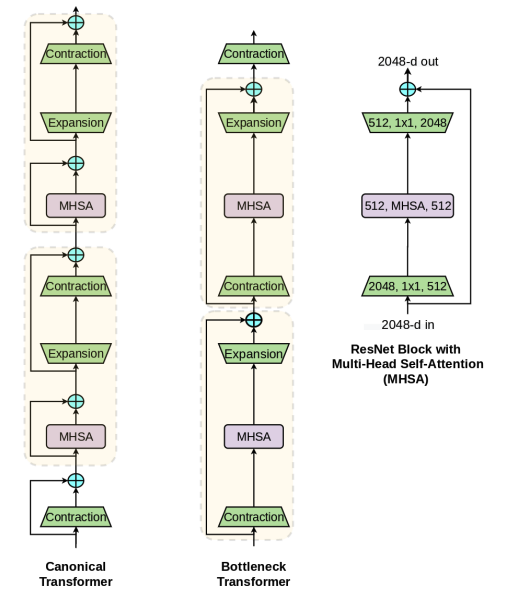 Contraction
Expansion
MHSA
Contraction
Expansion
MHSA
Contraction
Canonical
Transformer
Contraction
Expansion
MHSA
Contraction
Expansion
MHSA
Contraction
Bottleneck
Transformer
2048-d out
512, 1x1, 2048
512, MHSA, 512
2048, 1x1, 512
2048-d in
ResNet Block with
Multi-Head Self-Attention
(MHSA)